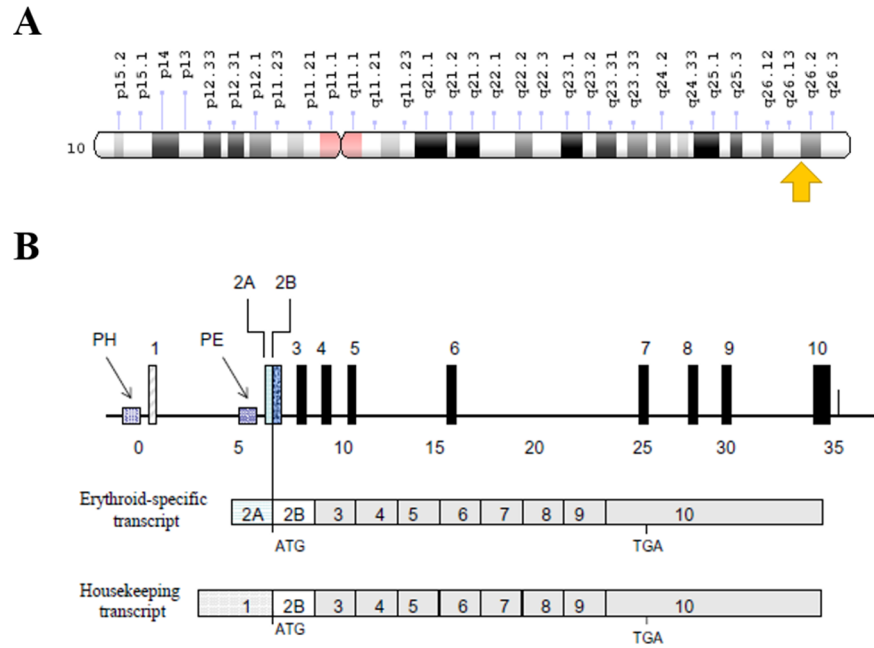 A
p15.2 p15.1 p14 p13 p12.33 p12.31 p12.1 p11.23 p11.21 p11.1 q11.1 q11.21 q11.23 q21.1 q21.2 q21.3 q22.1 q22.2 q22.3 q23.1 q23.2 q23.31 q23.33 q24.2 q24.33 q25.1 q25.3 q26.12 q26.13 q26.2 q26.3
10
B
2A 2B
PH 1 PE 3 4 5 6 7 8 9 10
0 5 10 15 20 25 30 35
Erythroid-specific
transcript
2A 2B 3 4 5 6 7 8 9 10
ATG TGA
Housekeeping
transcript
1 2B 3 4 5 6 7 8 9 10
ATG TGA